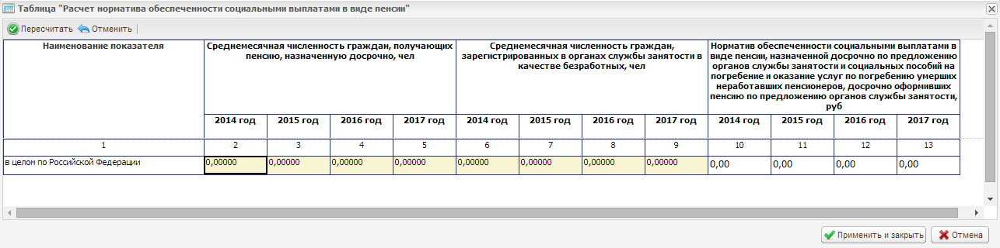 Таблица "Расчет норматива обеспеченности социальными выплатами в виде пенсии"
Пересчитать Отменить
Наименование показателя
Среднемесячная численность граждан, получающих
пенсию, назначенную досрочно, чел
Среднемесячная численность граждан,
зарегистрированных в органах службы занятости в
качестве безработных, чел
Норматив обеспеченности социальными выплатами в
виде пенсии, назначенной досрочно по предложению
органов службы занятости и социальных пособий на
погребение и оказание услуг по погребению умерших
неработавших пенсионеров, досрочно оформивших
пенсию по предложению органов службы занятости,
руб
2014 год 2015 год 2016 год 2017 год 2014 год 2015 год 2016 год 2017 год 2014 год 2015 год 2016 год 2017 год
1 2 3 4 5 6 7 8 9 10 11 12 13
в целом по Российской Федерации 0,00000 0,00000 0,00000 0,00000 0,00000 0,00000 0,00000 0,00000 0,00 0,00 0,00 0,00
Применить и закрыть Отмена